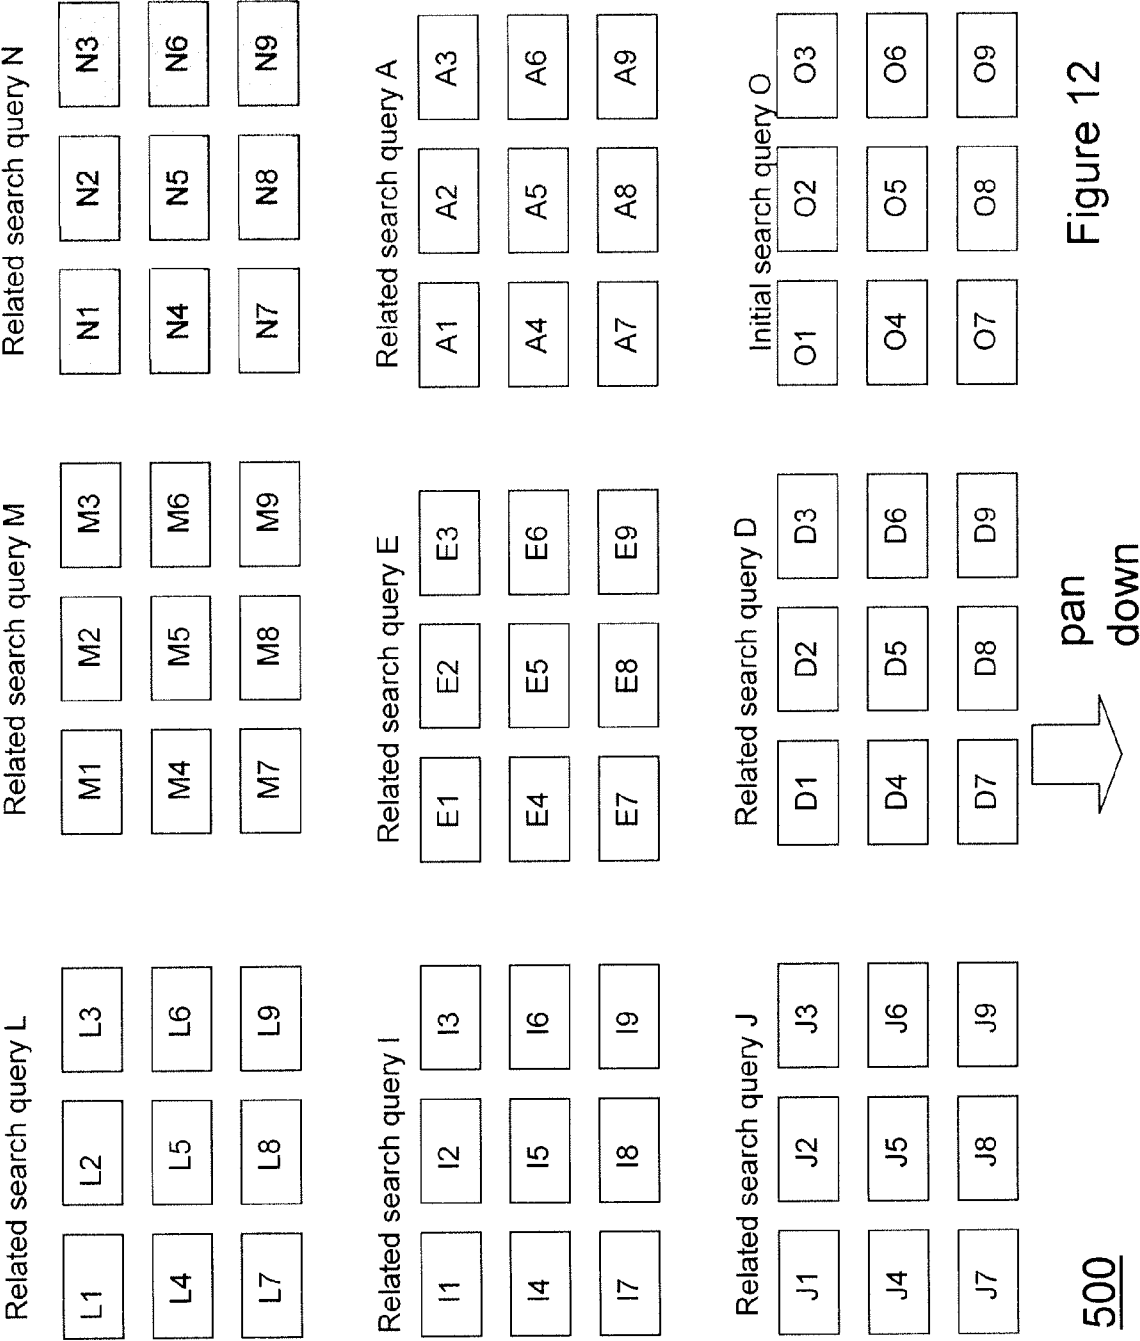 Related search query L
L1 L2 L3
L4 L5 L6
L7 L8 L9
Related search query M
M1 M2 M3
M4 M5 M6
M7 M8 M9
Related search query N
N1 N2 N3
N4 N5 N6
N7 N8 N9
Related search query I
I1 I2 I3
I4 I5 I6
I7 I8 I9
Related search query E
E1 E2 E3
E4 E5 E6
E7 E8 E9
Related search query A
A1 A2 A3
A4 A5 A6
A7 A8 A9
Related search query J
J1 J2 J3
J4 J5 J6
J7 J8 J9
Related search query D
D1 D2 D3
D4 D5 D6
D7 D8 D9
Initial search query O
O1 O2 O3
O4 O5 O6
O7 O8 O9
500
pan
down
Figure 12